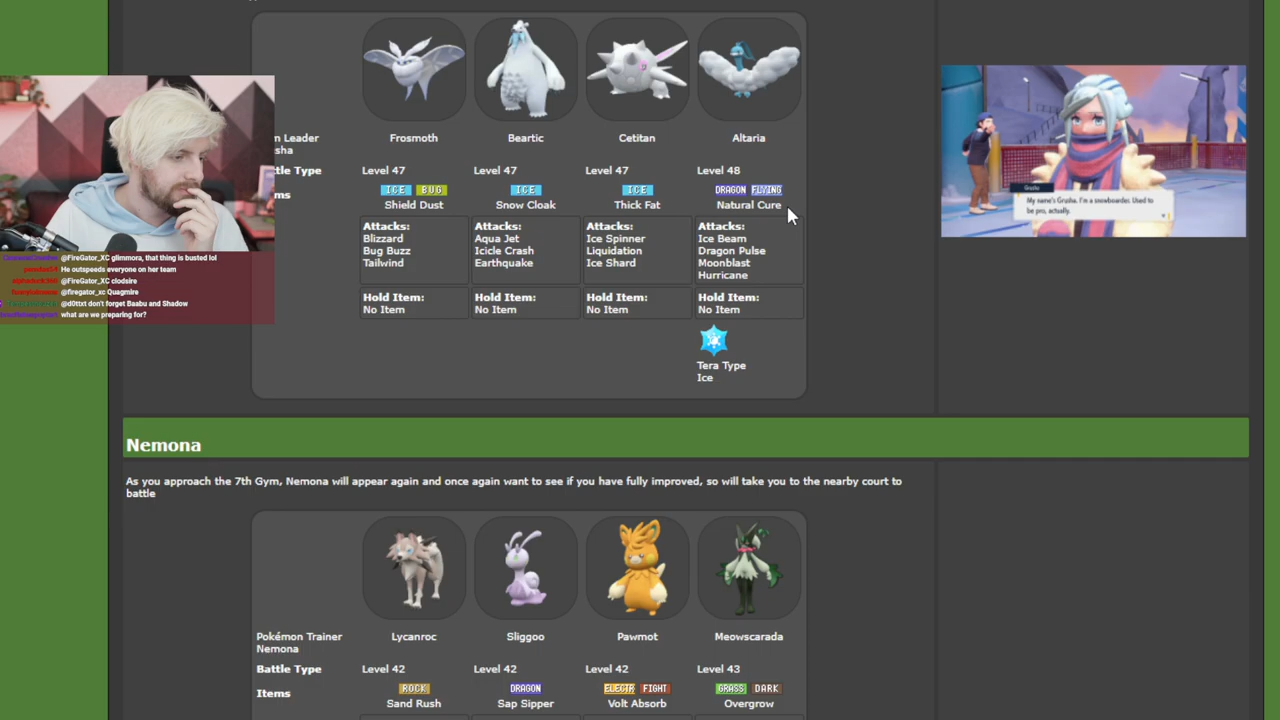 Frosmoth
Beartic
Cetitan
Altaria
m Leader
sha
ttle Type
Level 47
Level 47
Level 47
Level 48
ms
ICE BUG
ICE
ICE
DRAGON FLYING
Shield Dust
Snow Cloak
Thick Fat
Natural Cure
Attacks:
Blizzard
Bug Buzz
Tailwind
Attacks:
Aqua Jet
Icicle Crash
Earthquake
Attacks:
Ice Spinner
Liquidation
Ice Shard
Attacks:
Ice Beam
Dragon Pulse
Moonblast
Hurricane
Hold Item:
No Item
Hold Item:
No Item
Hold Item:
No Item
Hold Item:
No Item
Tera Type
Ice
@FireGator_XC glimmora, that thing is busted lol
He outspeeds everyone on her team
@FireGator_XC clodsire
@firegator_xc Quagmire
@d0ttxt don't forget Baabu and Shadow
what are we preparing for?
Grusha
My name's Grusha. I'm a snowboarder. Used to
be pro, actually.
Nemona
As you approach the 7th Gym, Nemona will appear again and once again want to see if you have fully improved, so will take you to the nearby court to
battle
Pokémon Trainer
Nemona
Lycanroc
Sliggoo
Pawmot
Meowscarada
Battle Type
Level 42
Level 42
Level 42
Level 43
Items
ROCK
DRAGON
ELECTR FIGHT
GRASS DARK
Sand Rush
Sap Sipper
Volt Absorb
Overgrow